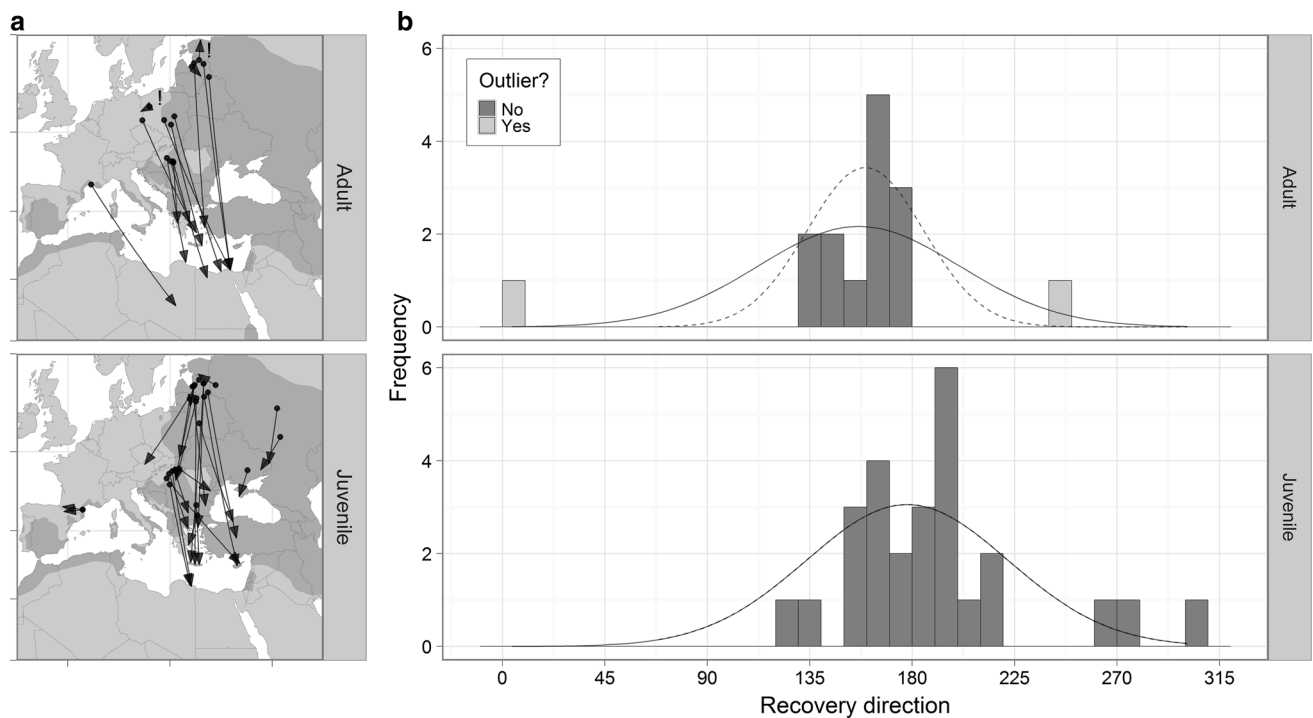 a
b
!
!
Adult
Juvenile
Frequency
6
4
2
0
Outlier?
No
Yes
Adult
6
4
2
0
Juvenile
0 45 90 135 180 225 270 315
Recovery direction